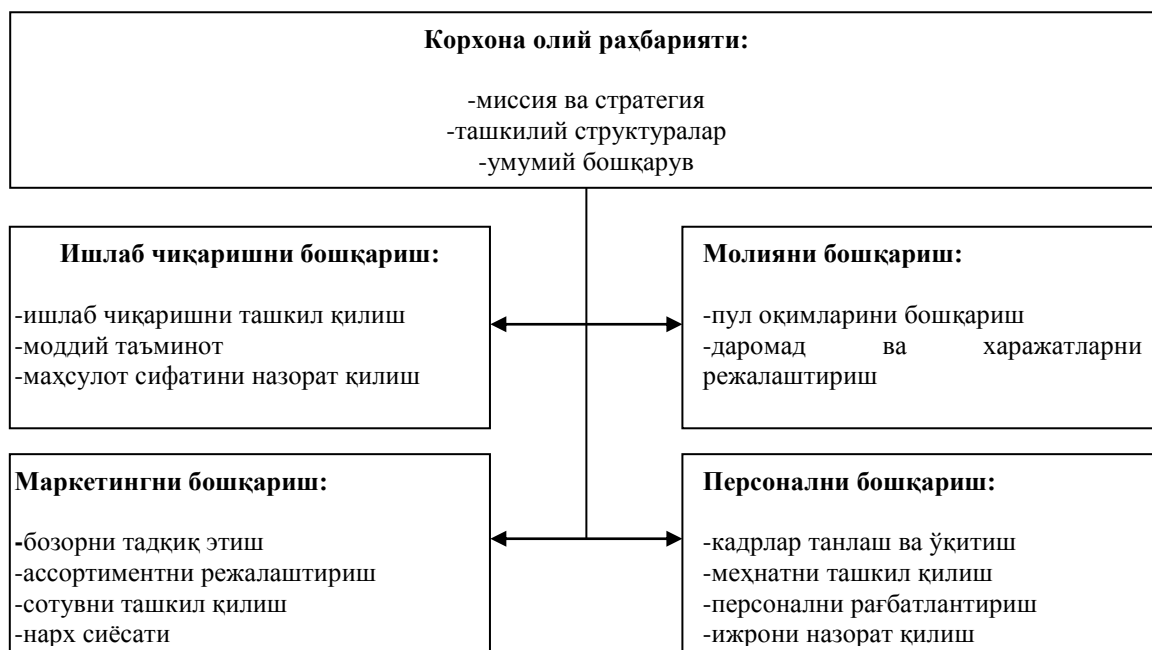 Корхона олий раҳбарияти:
-миссия ва стратегия
-ташкилий структуралар
-умумий бошқарув
Ишлаб чиқаришни бошқариш:
-ишлаб чиқаришни ташкил қилиш
-моддий таъминот
-маҳсулот сифатини назорат қилиш
Молияни бошқариш:
-пул оқимларини бошқариш
-даромад ва харажатларни
режалаштириш
Маркетингни бошқариш:
-бозорни тадқиқ этиш
-ассортиментни режалаштириш
-сотувни ташкил қилиш
-нарх сиёсати
Персонални бошқариш:
-кадрлар танлаш ва ўқитиш
-меҳнатни ташкил қилиш
-персонални рағбатлантириш
-ижрони назорат қилиш